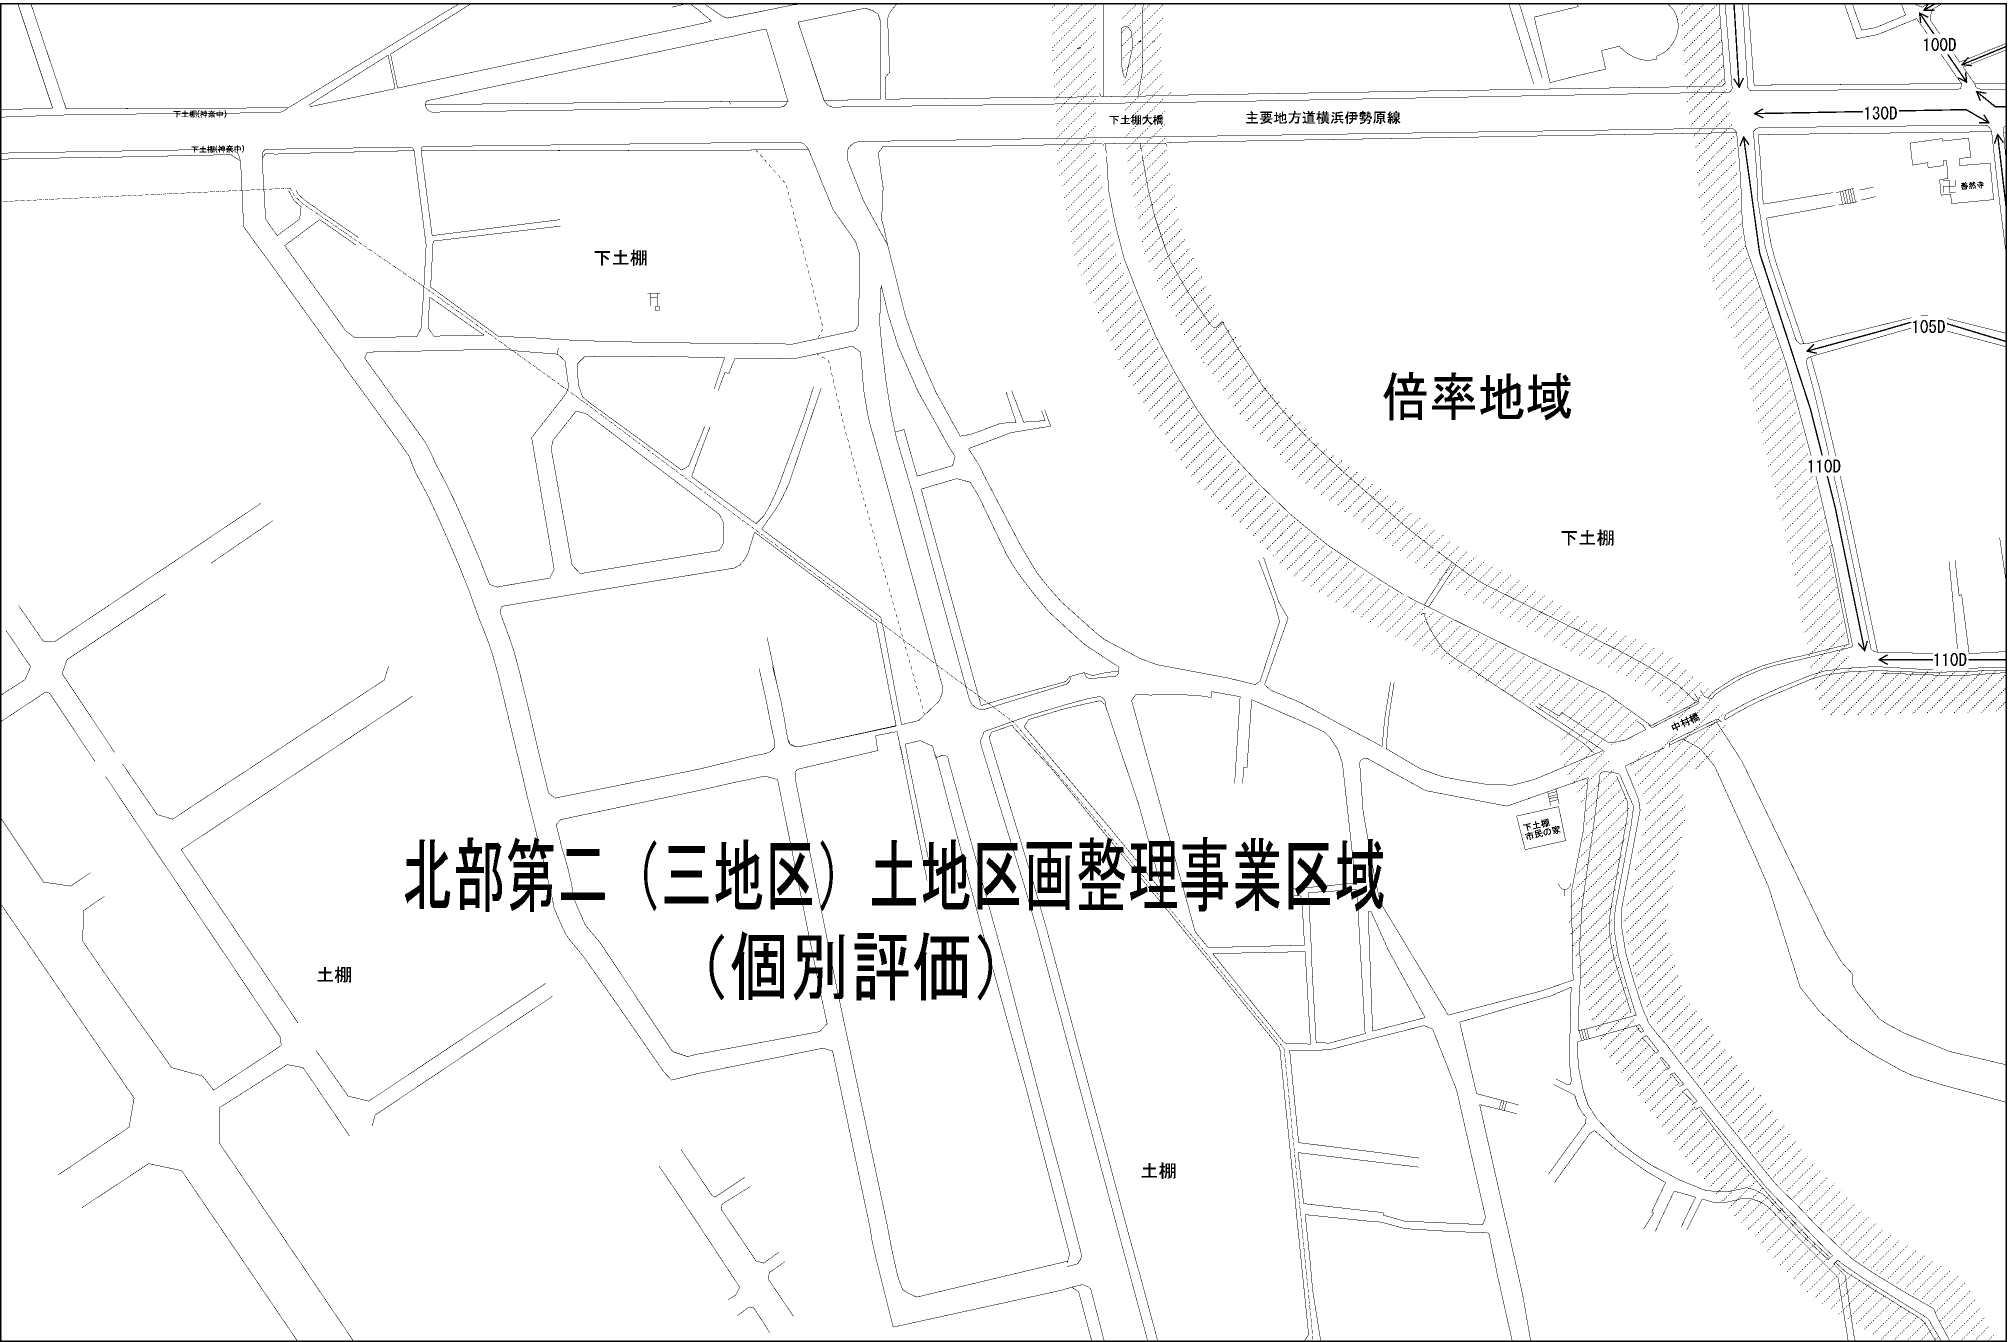 100D
下土棚(神奈中)
下土棚大橋
主要地方道横浜伊勢原線
130D
下土棚(神奈中)
善然寺
下土棚
105D
倍率地域
110D
下土棚
110D
中村橋
下土棚
市民の家
北部第二（三地区）土地区画整理事業区域
（個別評価）
土棚
土棚